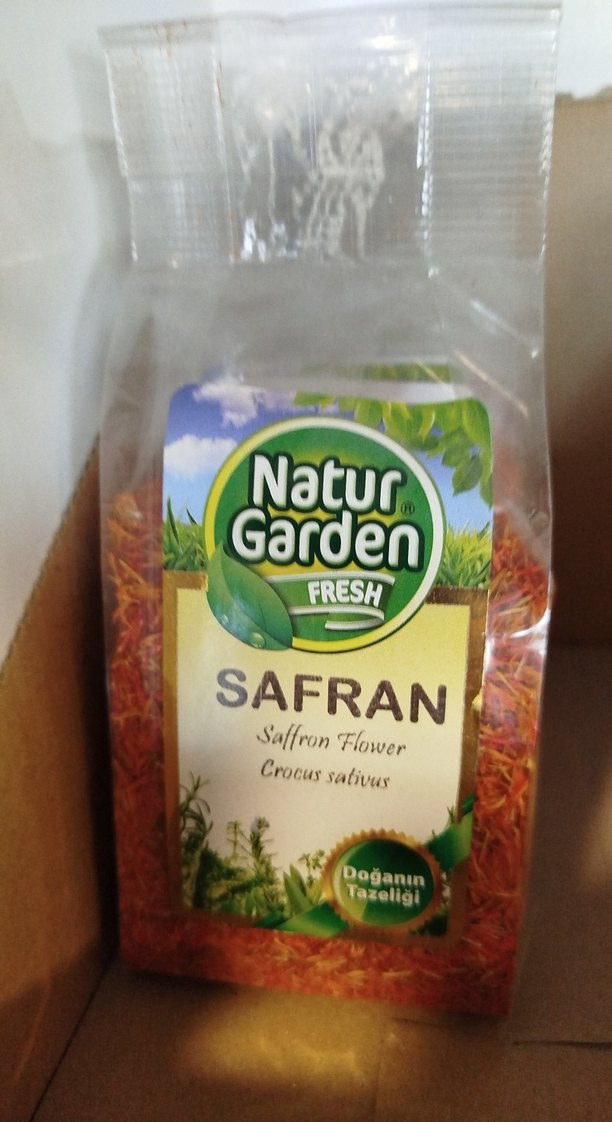 Natur
Garden
®
FRESH
SAFRAN
Saffron Flower
Crocus sativus
Doğanın
Tazeliği